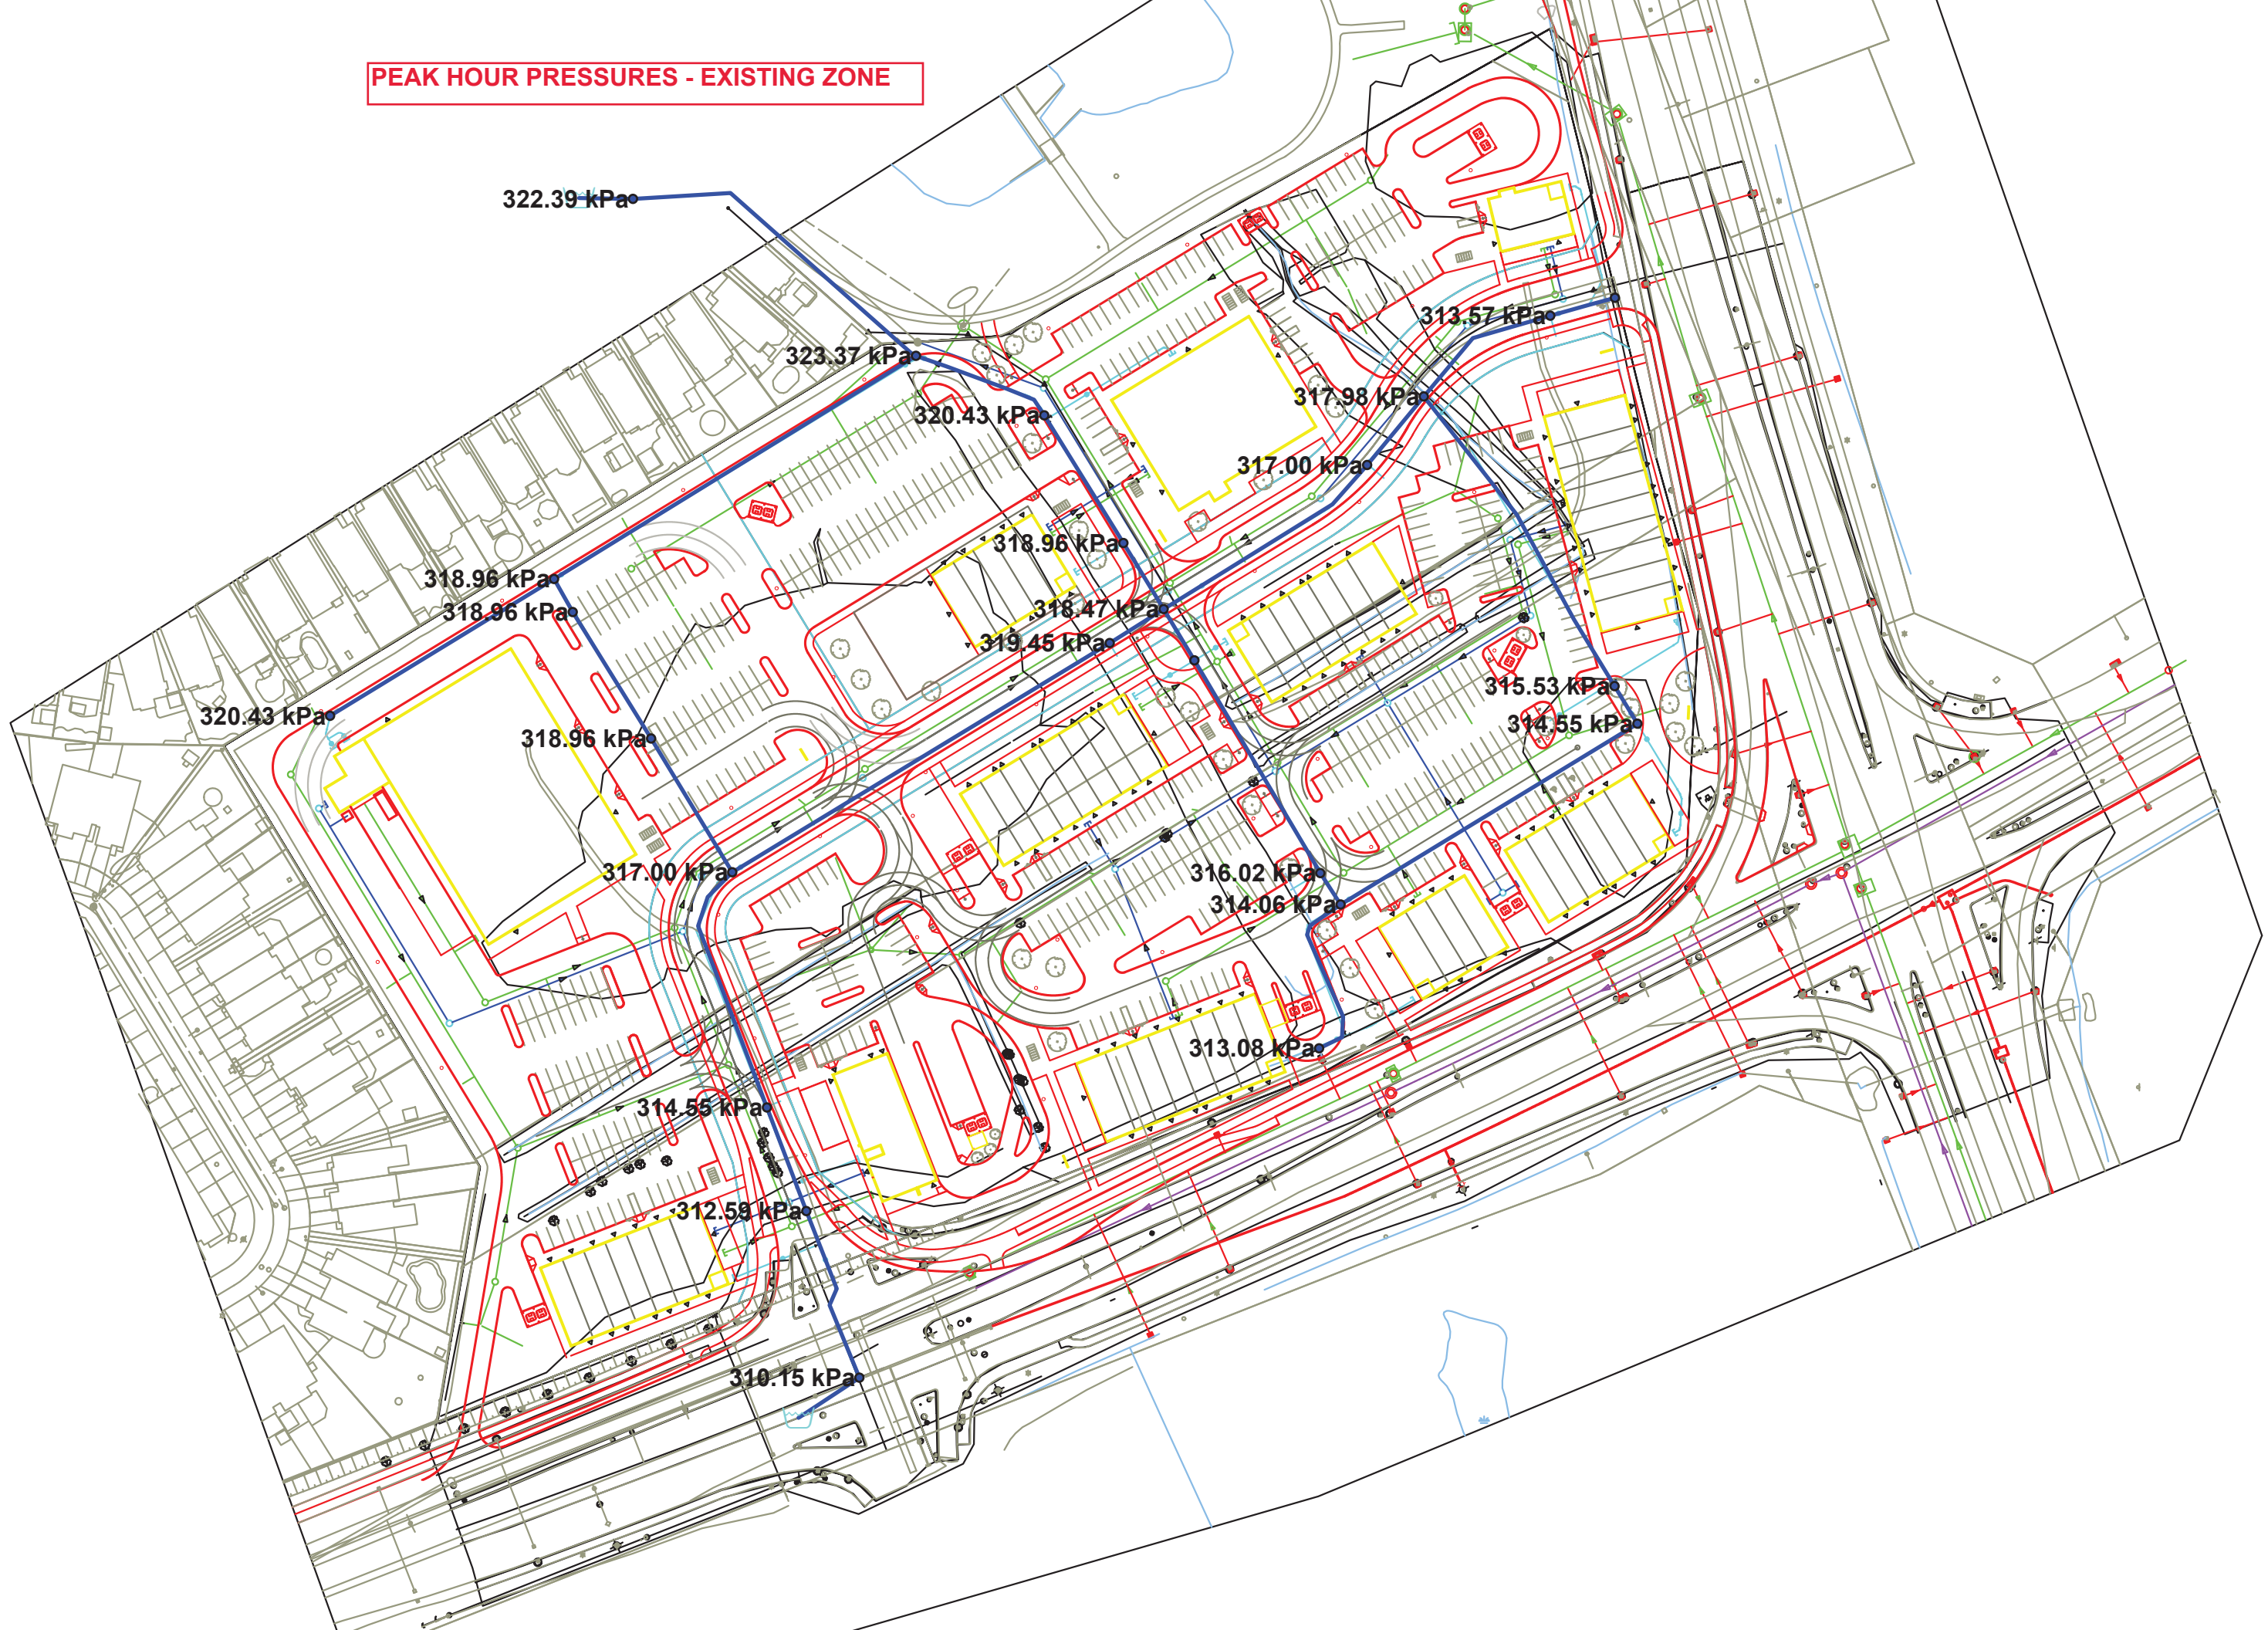 PEAK HOUR PRESSURES - EXISTING ZONE
322.39 kPa
313.57 kPa
323.37 kPa
317.98 kPa
320.43 kPa
317.00 kPa
318.96 kPa
318.96 kPa
318.96 kPa
318.47 kPa
319.45 kPa
315.53 kPa
320.43 kPa
314.55 kPa
318.96 kPa
317.00 kPa
316.02 kPa
314.06 kPa
313.08 kPa
314.55 kPa
312.59 kPa
310.15 kPa